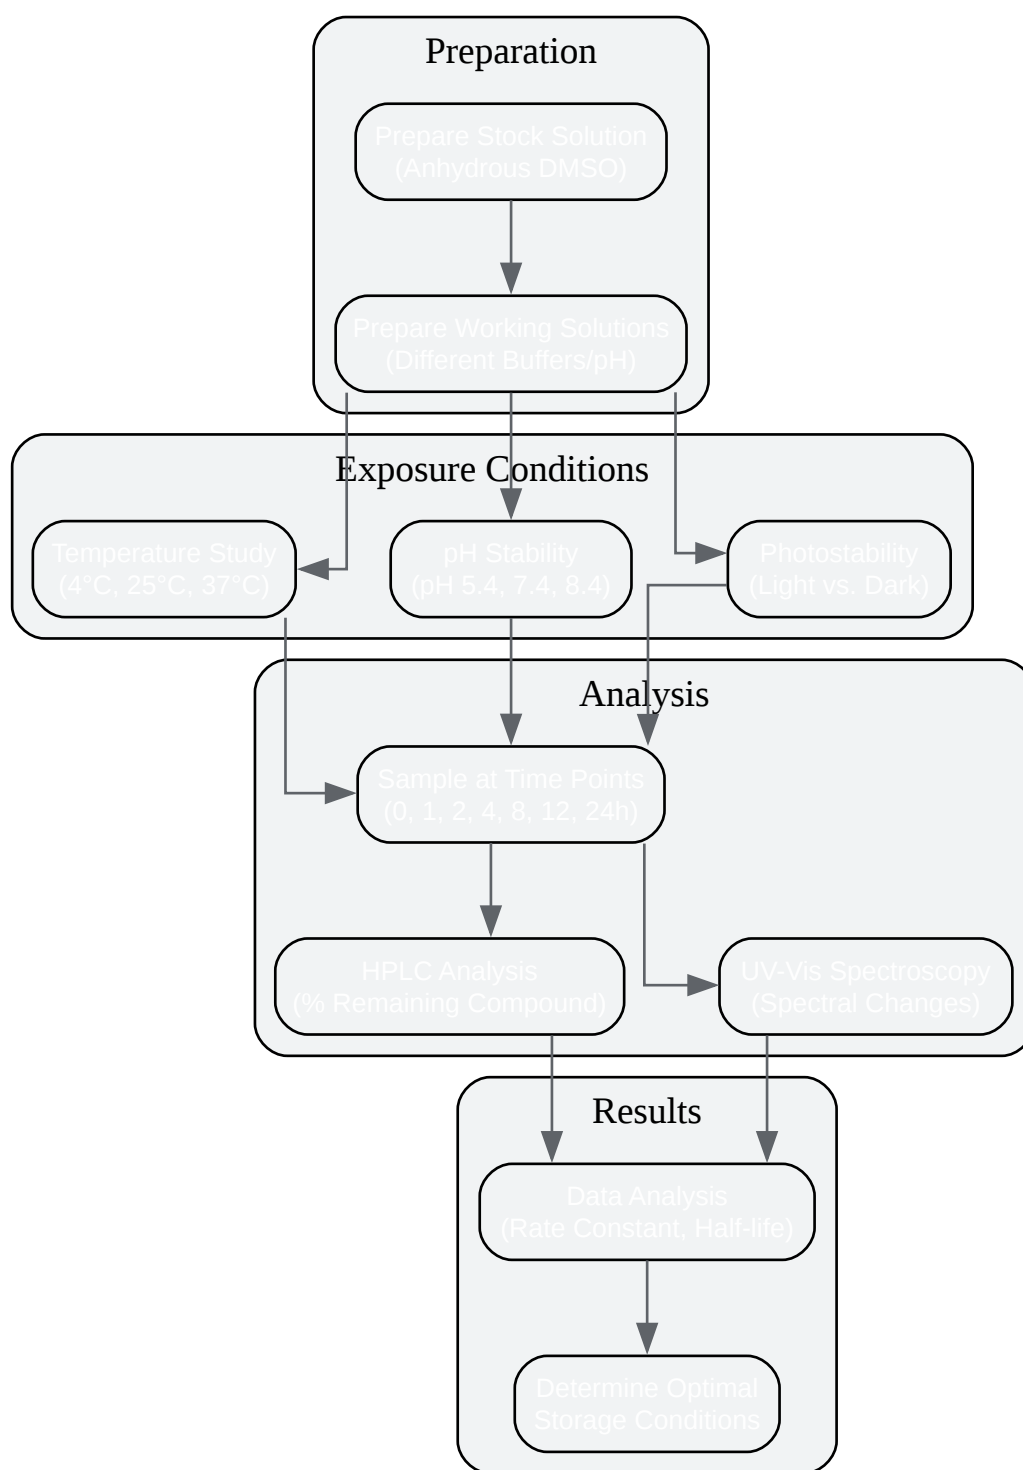 Preparation
Prepare Stock Solution
(Anhydrous DMSO)
Prepare Working Solutions
(Different Buffers/pH)
Exposure Conditions
Temperature Study
(4°C, 25°C, 37°C)
pH Stability
(pH 5.4, 7.4, 8.4)
Photostability
(Light vs. Dark)
Analysis
Sample at Time Points
(0, 1, 2, 4, 8, 12, 24h)
HPLC Analysis
(% Remaining Compound)
UV-Vis Spectroscopy
(Spectral Changes)
Results
Data Analysis
(Rate Constant, Half-life)
Determine Optimal
Storage Conditions